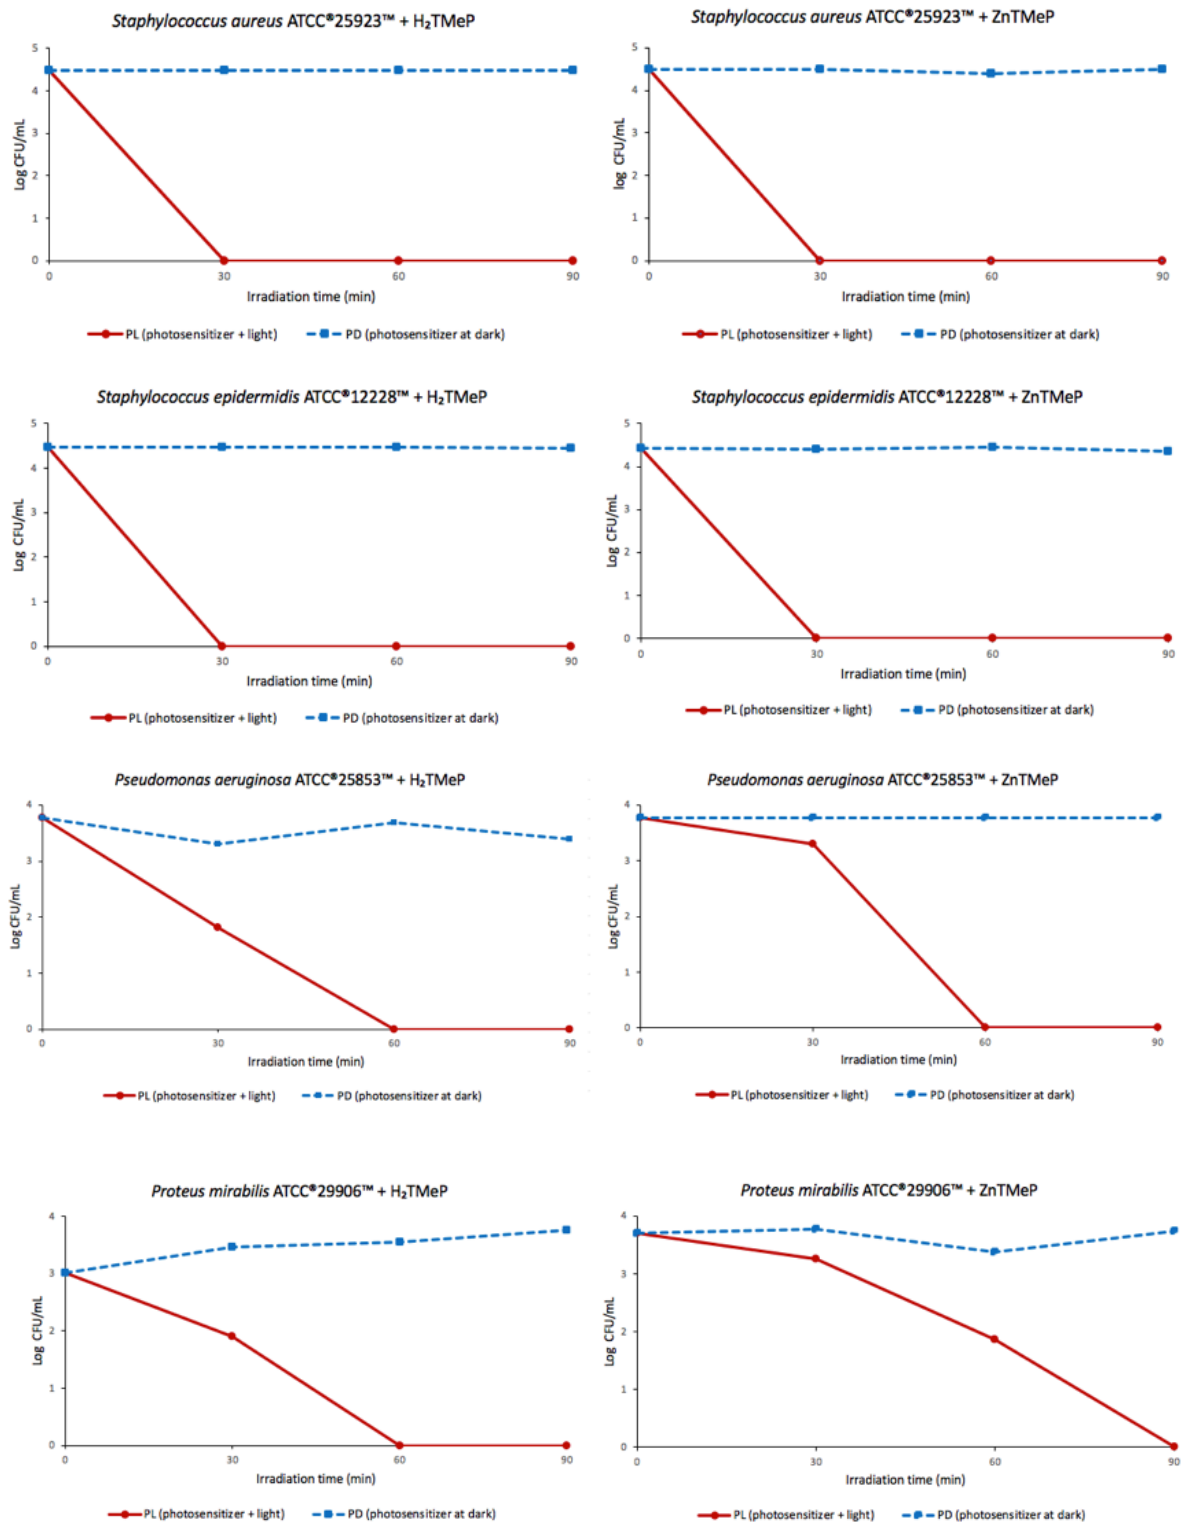 Staphylococcus aureus ATCC®25923™ + H₂TMeP
5
4
3
2
1
0
Log CFU/mL
0 30 60 90
Irradiation time (min)
PL (photosensitizer + light) PD (photosensitizer at dark)
Staphylococcus aureus ATCC®25923™ + ZnTMeP
5
4
3
2
1
0
log CFU/mL
0 30 60 90
Irradiation time (min)
PL (photosensitizer + light) PD (photosensitizer at dark)
Staphylococcus epidermidis ATCC®12228™ + H₂TMeP
5
4
3
2
1
0
Log CFU/mL
0 30 60 90
Irradiation time (min)
PL (photosensitizer + light) PD (photosensitizer at dark)
Staphylococcus epidermidis ATCC®12228™ + ZnTMeP
5
4
3
2
1
0
Log CFU/mL
0 30 60 90
Irradiation time (min)
PL (photosensitizer + light) PD (photosensitizer at dark)
Pseudomonas aeruginosa ATCC®25853™ + H₂TMeP
4
3
2
1
0
Log CFU/mL
0 30 60 90
Irradiation time (min)
PL (photosensitizer + light) PD (photosensitizer at dark)
Pseudomonas aeruginosa ATCC®25853™ + ZnTMeP
4
3
2
1
0
Log CFU/mL
0 30 60 90
Irradiation time (min)
PL (photosensitizer + light) PD (photosensitizer at dark)
Proteus mirabilis ATCC®29906™ + H₂TMeP
4
3
2
1
0
Log CFU/mL
0 30 60 90
Irradiation time (min)
PL (photosensitizer + light) PD (photosensitizer at dark)
Proteus mirabilis ATCC®29906™ + ZnTMeP
4
3
2
1
0
Log CFU/mL
0 30 60 90
Irradiation time (min)
PL (photosensitizer + light) PD (photosensitizer at dark)